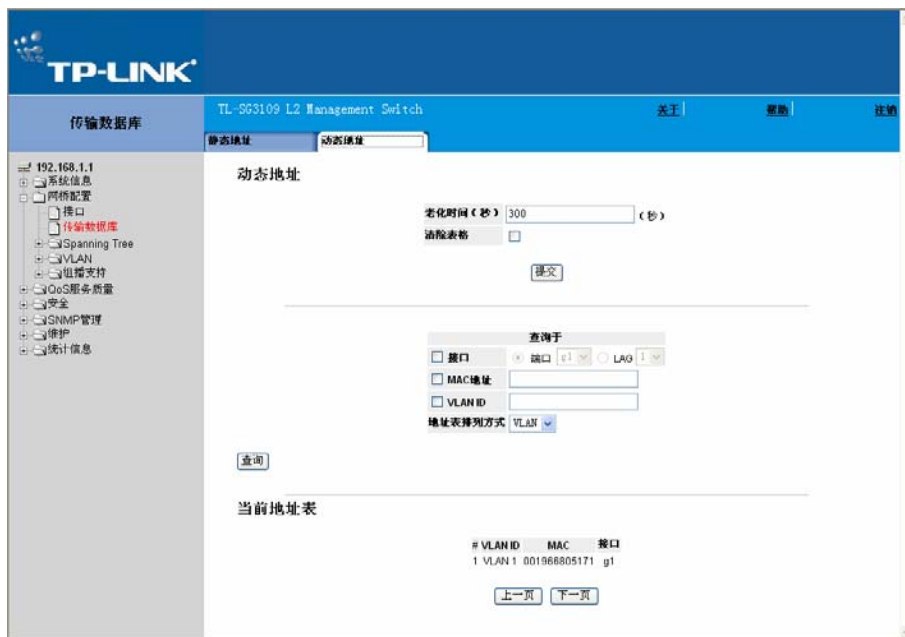 TP-LINK
传输数据库
TL-SG3109 L2 Management Switch
关于
帮助
注销
静态地址
动态地址
192.168.1.1
系统信息
网桥配置
接口
传输数据库
Spanning Tree
VLAN
组播支持
QoS服务质量
安全
SNMP管理
维护
统计信息
动态地址
老化时间(秒) 300 (秒)
清除表格
提交
查询于
接口 端口 g1 LAG 1
MAC地址
VLAN ID
地址表排列方式 VLAN
查询
当前地址表
# VLAN ID MAC 接口
1 VLAN 1 001966805171 g1
上一页 下一页